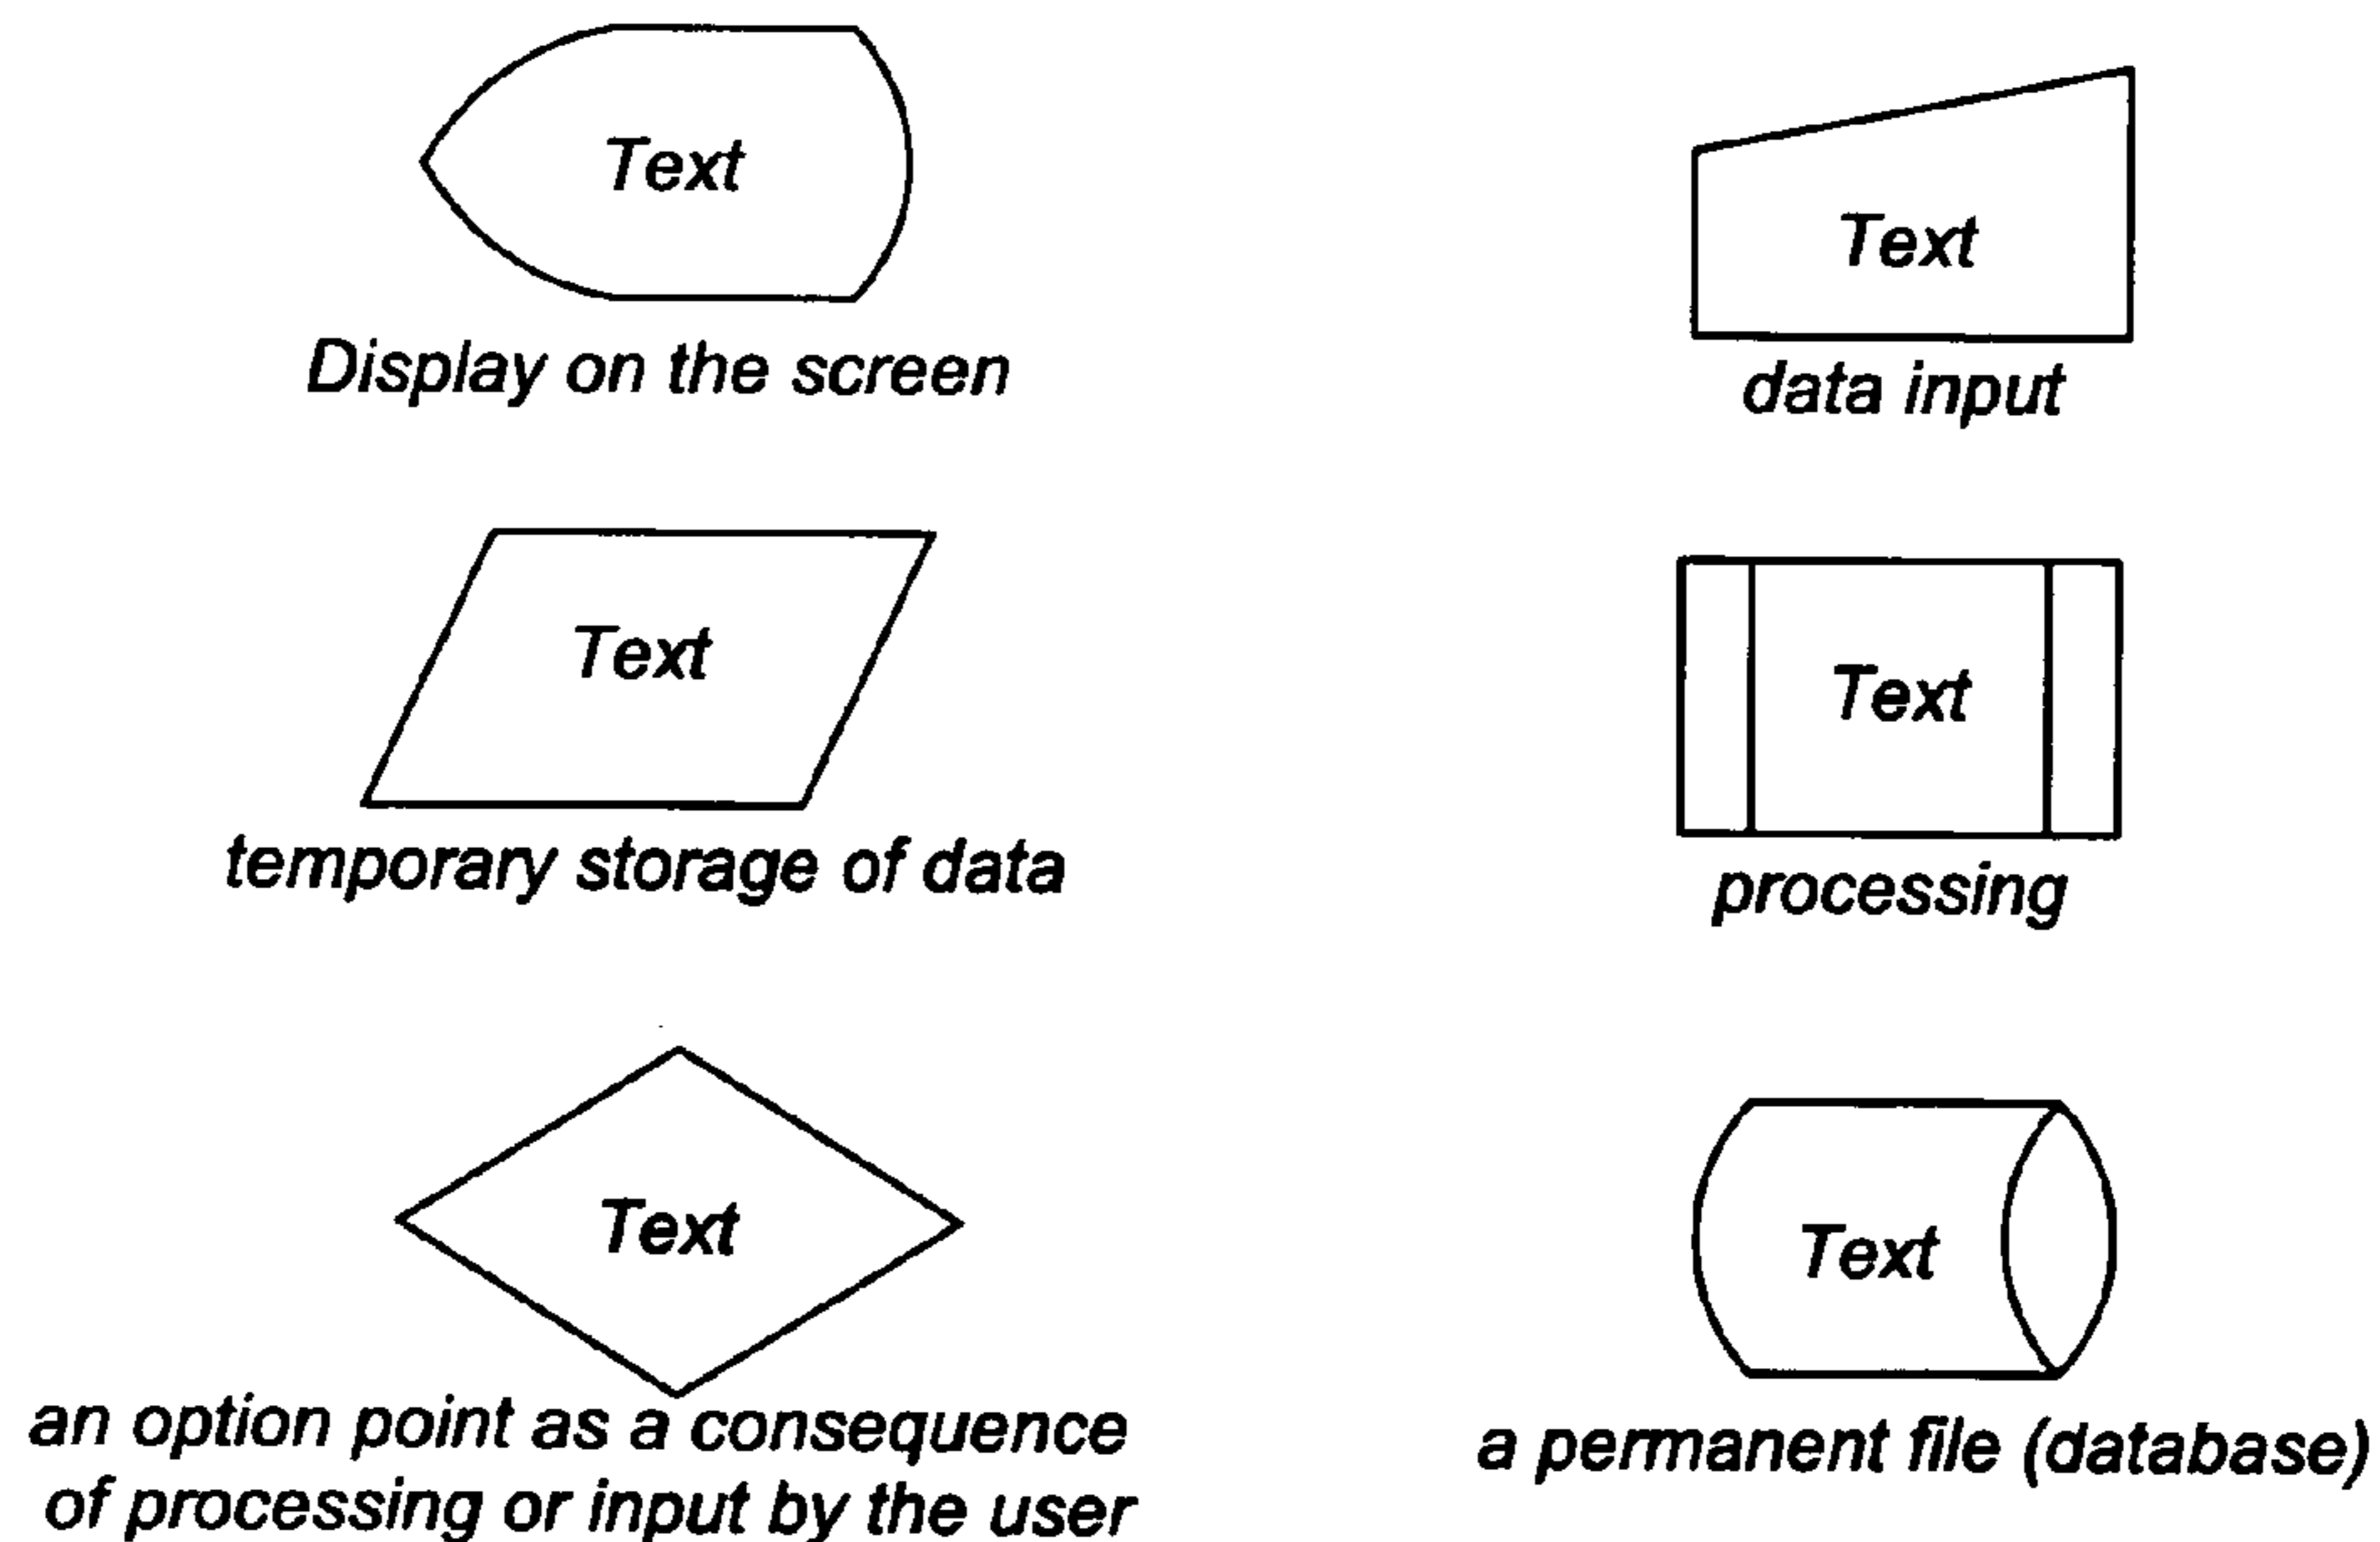 Text
Text
Display on the screen
data input
Text
Text
temporary storage of data
processing
Text
Text
an option point as a consequence
of processing or input by the user
a permanent file (database)